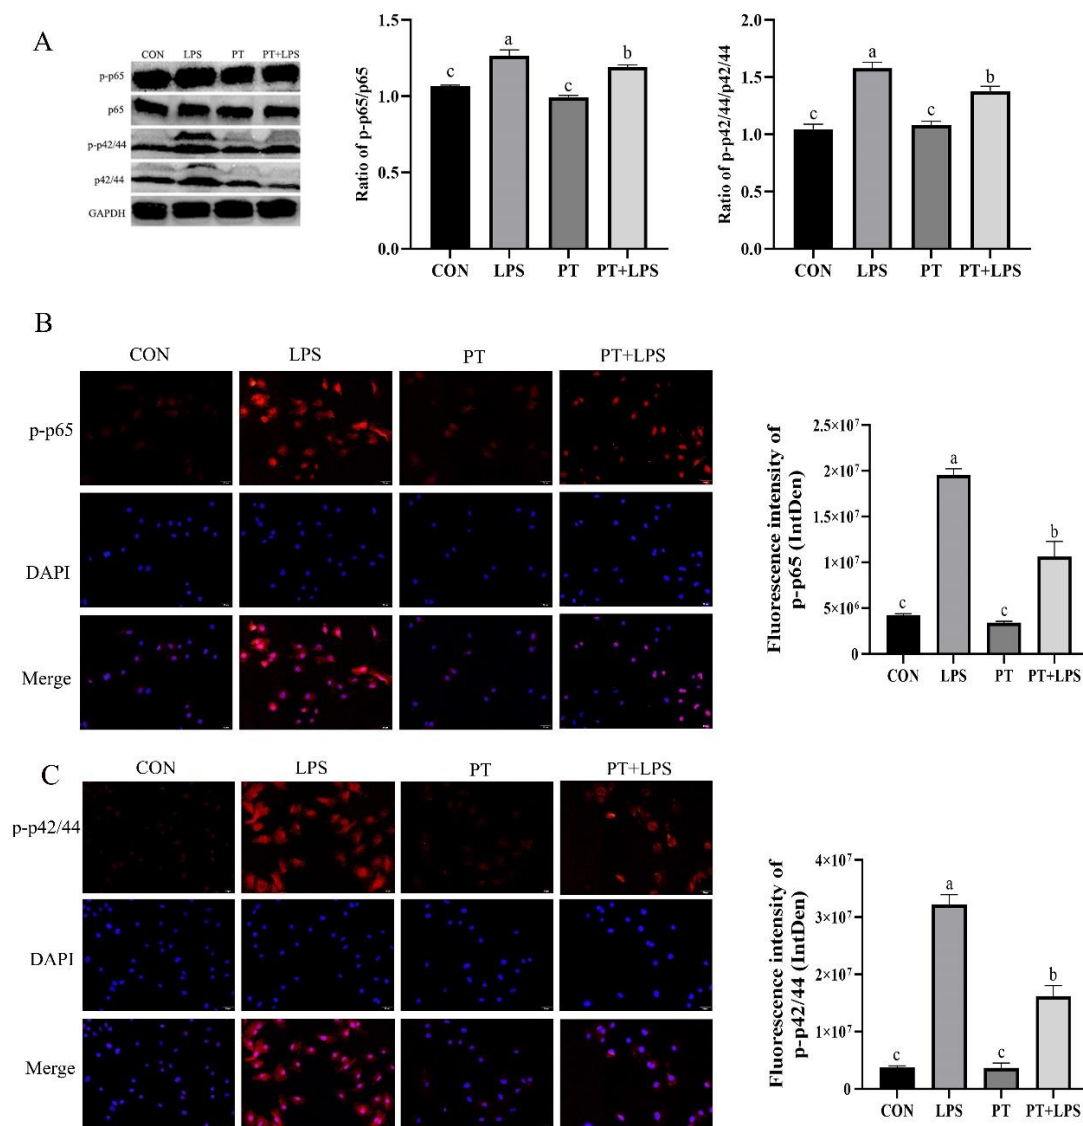 A
CON LPS PT PT+LPS
p-p65
p65
p-p42/44
p42/44
GAPDH
Ratio of p-p65/p65
1.5
1.0
0.5
0.0
c a c b
CON LPS PT PT+LPS
Ratio of p-p42/44/p42/44
2.0
1.5
1.0
0.5
0.0
c a c b
CON LPS PT PT+LPS
B
CON LPS PT PT+LPS
p-p65
DAPI
Merge
Fluorescence intensity of
p-p65 (IntDen)
2.5×10⁷
2×10⁷
1.5×10⁷
1×10⁷
5×10⁶
0
c a c b
CON LPS PT PT+LPS
C
CON LPS PT PT+LPS
p-p42/44
DAPI
Merge
Fluorescence intensity of
p-p42/44 (IntDen)
4×10⁷
3×10⁷
2×10⁷
1×10⁷
0
c a c b
CON LPS PT PT+LPS